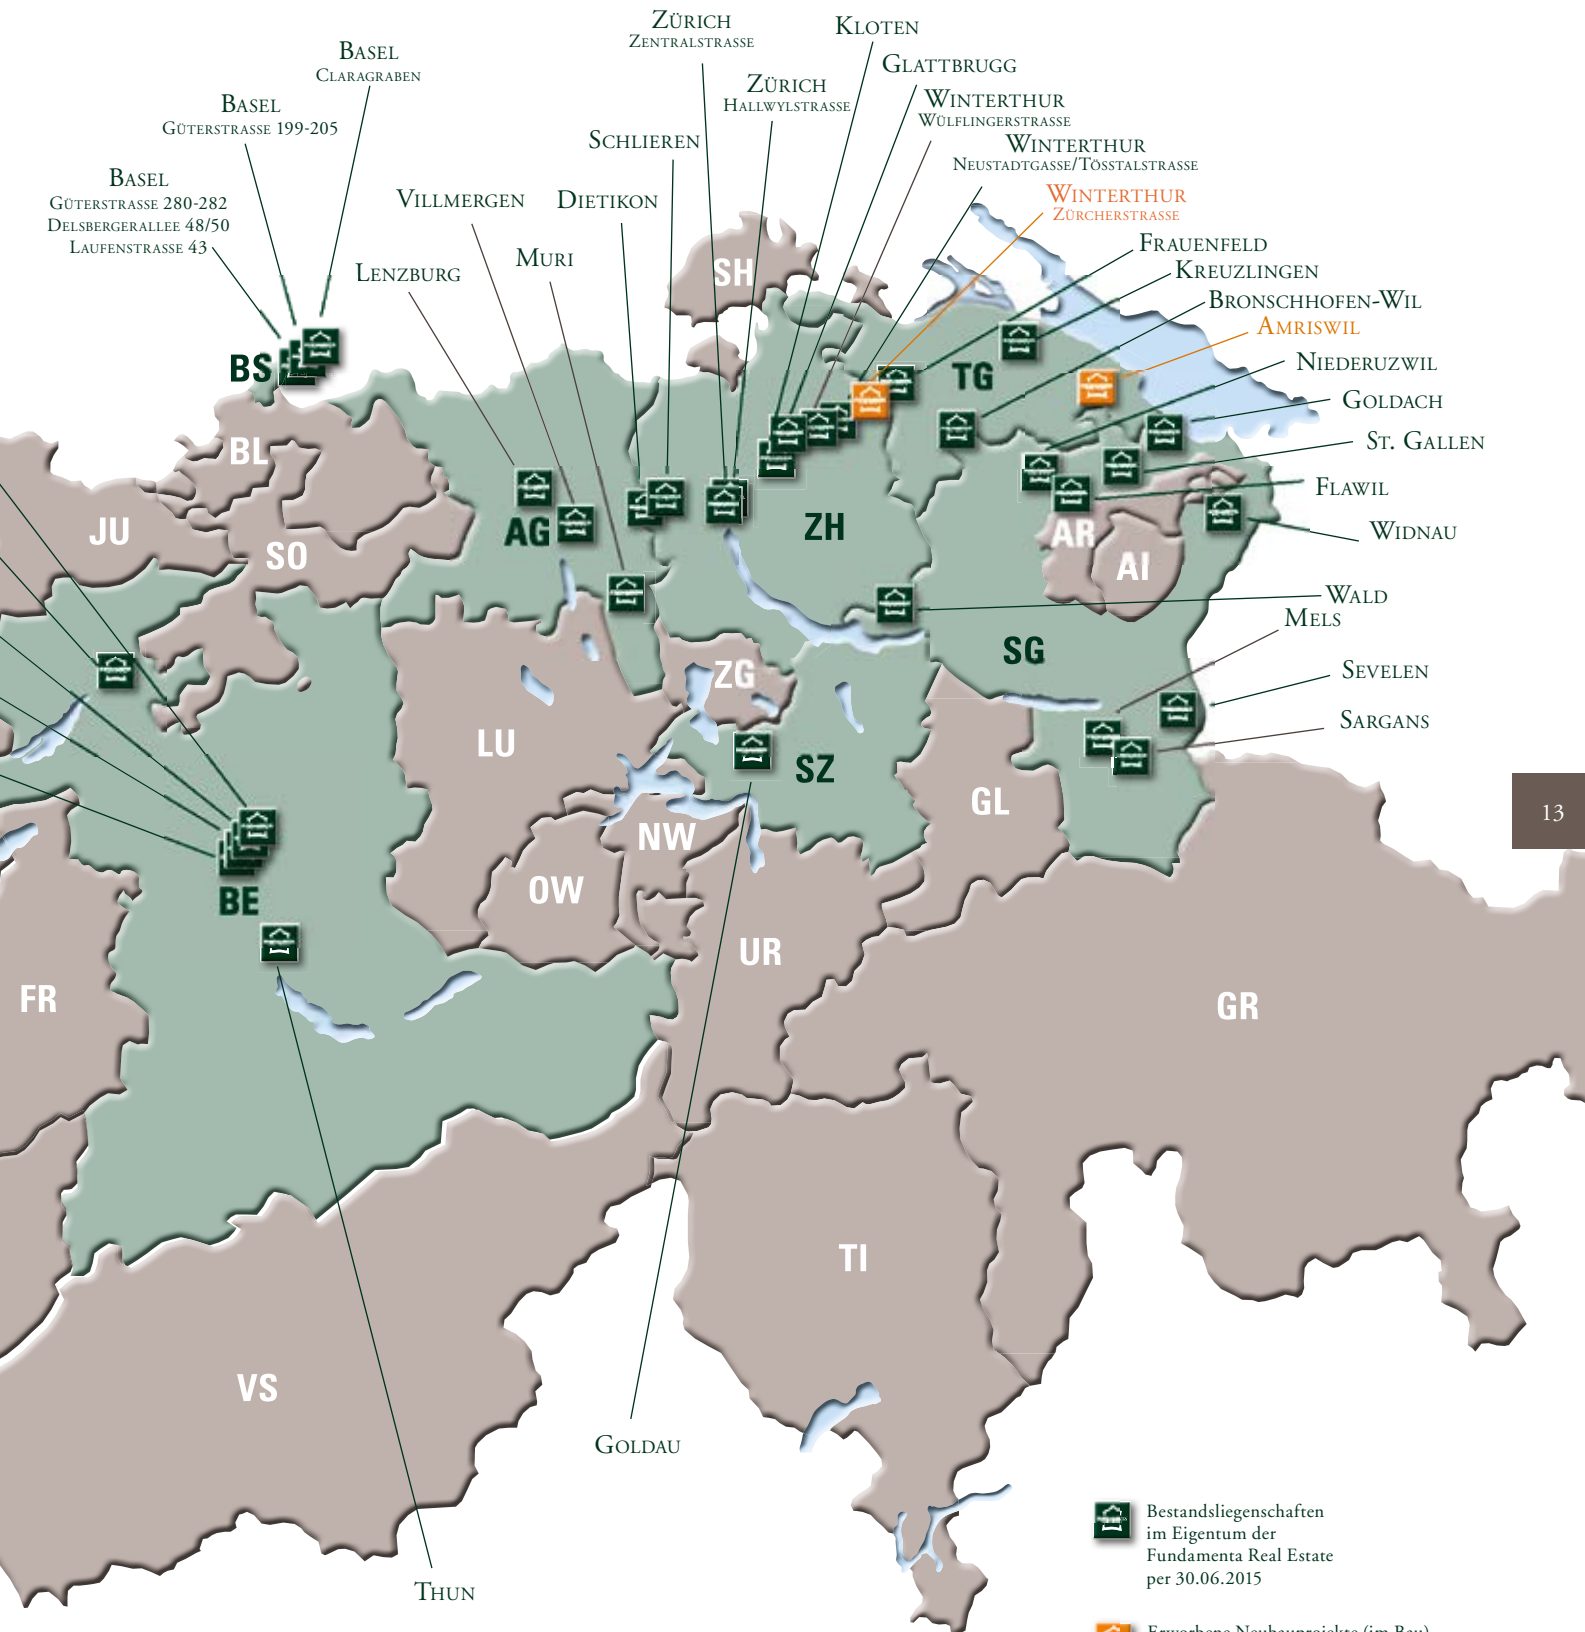 ZÜRICH
ZENTRALSTRASSE
KLOTEN
BASEL
CLARAGRABEN
GLATTBRUGG
ZÜRICH
HALLWYLSTRASSE
BASEL
GÜTERSTRASSE 199-205
WINTERTHUR
WÜLFLINGERSTRASSE
SCHLIEREN
WINTERTHUR
NEUSTADTGASSE/TÖSSTALSTRASSE
BASEL
GÜTERSTRASSE 280-282
DELSBERGERALLEE 48/50
LAUFENSTRASSE 43
VILLMERGEN
DIETIKON
WINTERTHUR
ZÜRCHERSTRASSE
LENZBURG
MURI
FRAUENFELD
KREUZLINGEN
BRONSCHHOFEN-WIL
AMRISWIL
NIEDERUZWIL
GOLDACH
ST. GALLEN
FLAWIL
WIDNAU
WALD
MELS
SEVELEN
SARGANS
SH
BS
TG
BL
JU
SO
AG
ZH
AR
AI
SG
ZG
LU
SZ
GL
NW
OW
BE
UR
FR
GR
TI
VS
13
GOLDAU
THUN
Bestandsliegenschaften
im Eigentum der
Fundamenta Real Estate
per 30.06.2015
Erworbene Neubauprojekte (im Bau)